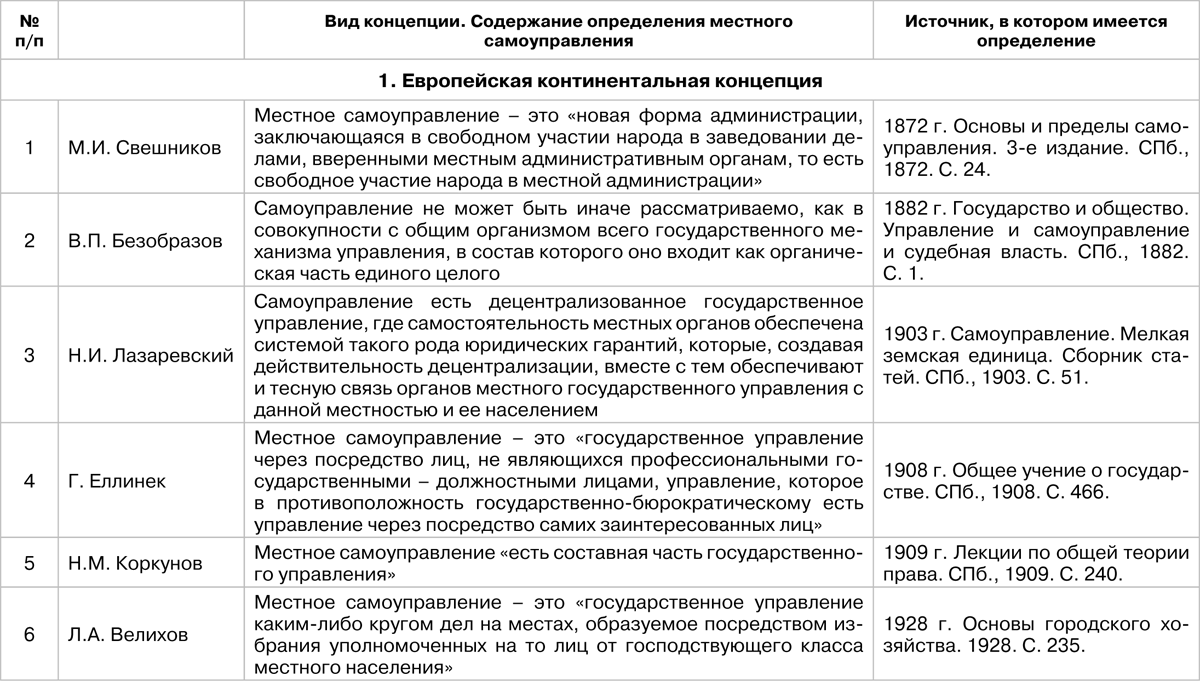 № п/п
Вид концепции. Содержание определения местного
самоуправления
Источник, в котором имеется
определение
1. Европейская континентальная концепция
1
М.И. Свешников
Местное самоуправление – это «новая форма администрации,
заключающаяся в свободном участии народа в заведовании де-
лами, вверенными местным административным органам, то есть
свободное участие народа в местной администрации»
1872 г. Основы и пределы само-
управления. 3-е издание. СПб.,
1872. С. 24.
2
В.П. Безобразов
Самоуправление не может быть иначе рассматриваемо, как в
совокупности с общим организмом всего государственного ме-
ханизма управления, в состав которого оно входит как органиче-
ская часть единого целого
1882 г. Государство и общество.
Управление и самоуправление
и судебная власть. СПб., 1882.
С. 1.
3
Н.И. Лазаревский
Самоуправление есть децентрализованное государственное
управление, где самостоятельность местных органов обеспечена
системой такого рода юридических гарантий, которые, создавая
действительность децентрализации, вместе с тем обеспечивают
и тесную связь органов местного государственного управления с
данной местностью и ее населением
1903 г. Самоуправление. Мелкая
земская единица. Сборник ста-
тей. СПб., 1903. С. 51.
4
Г. Еллинек
Местное самоуправление – это «государственное управление
через посредство лиц, не являющихся профессиональными го-
сударственными – должностными лицами, управление, которое
в противоположность государственно-бюрократическому есть
управление через посредство самих заинтересованных лиц»
1908 г. Общее учение о государ-
стве. СПб., 1908. С. 466.
5
Н.М. Коркунов
Местное самоуправление «есть составная часть государственно-
го управления»
1909 г. Лекции по общей теории
права. СПб., 1909. С. 240.
6
Л.А. Велихов
Местное самоуправление – это «государственное управление
каким-либо кругом дел на местах, образуемое посредством из-
брания уполномоченных на то лиц от господствующего класса
местного населения»
1928 г. Основы городского хо-
зяйства. 1928. С. 235.